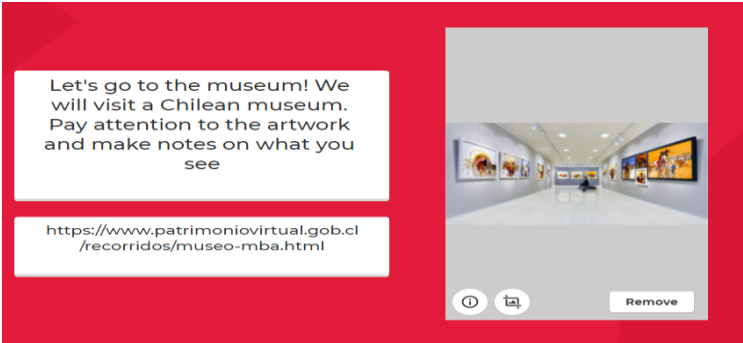 Let's go to the museum! We
will visit a Chilean museum.
Pay attention to the artwork
and make notes on what you
see
https://www.patrimoniovirtual.gob.cl
/recorridos/museo-mba.html
Remove